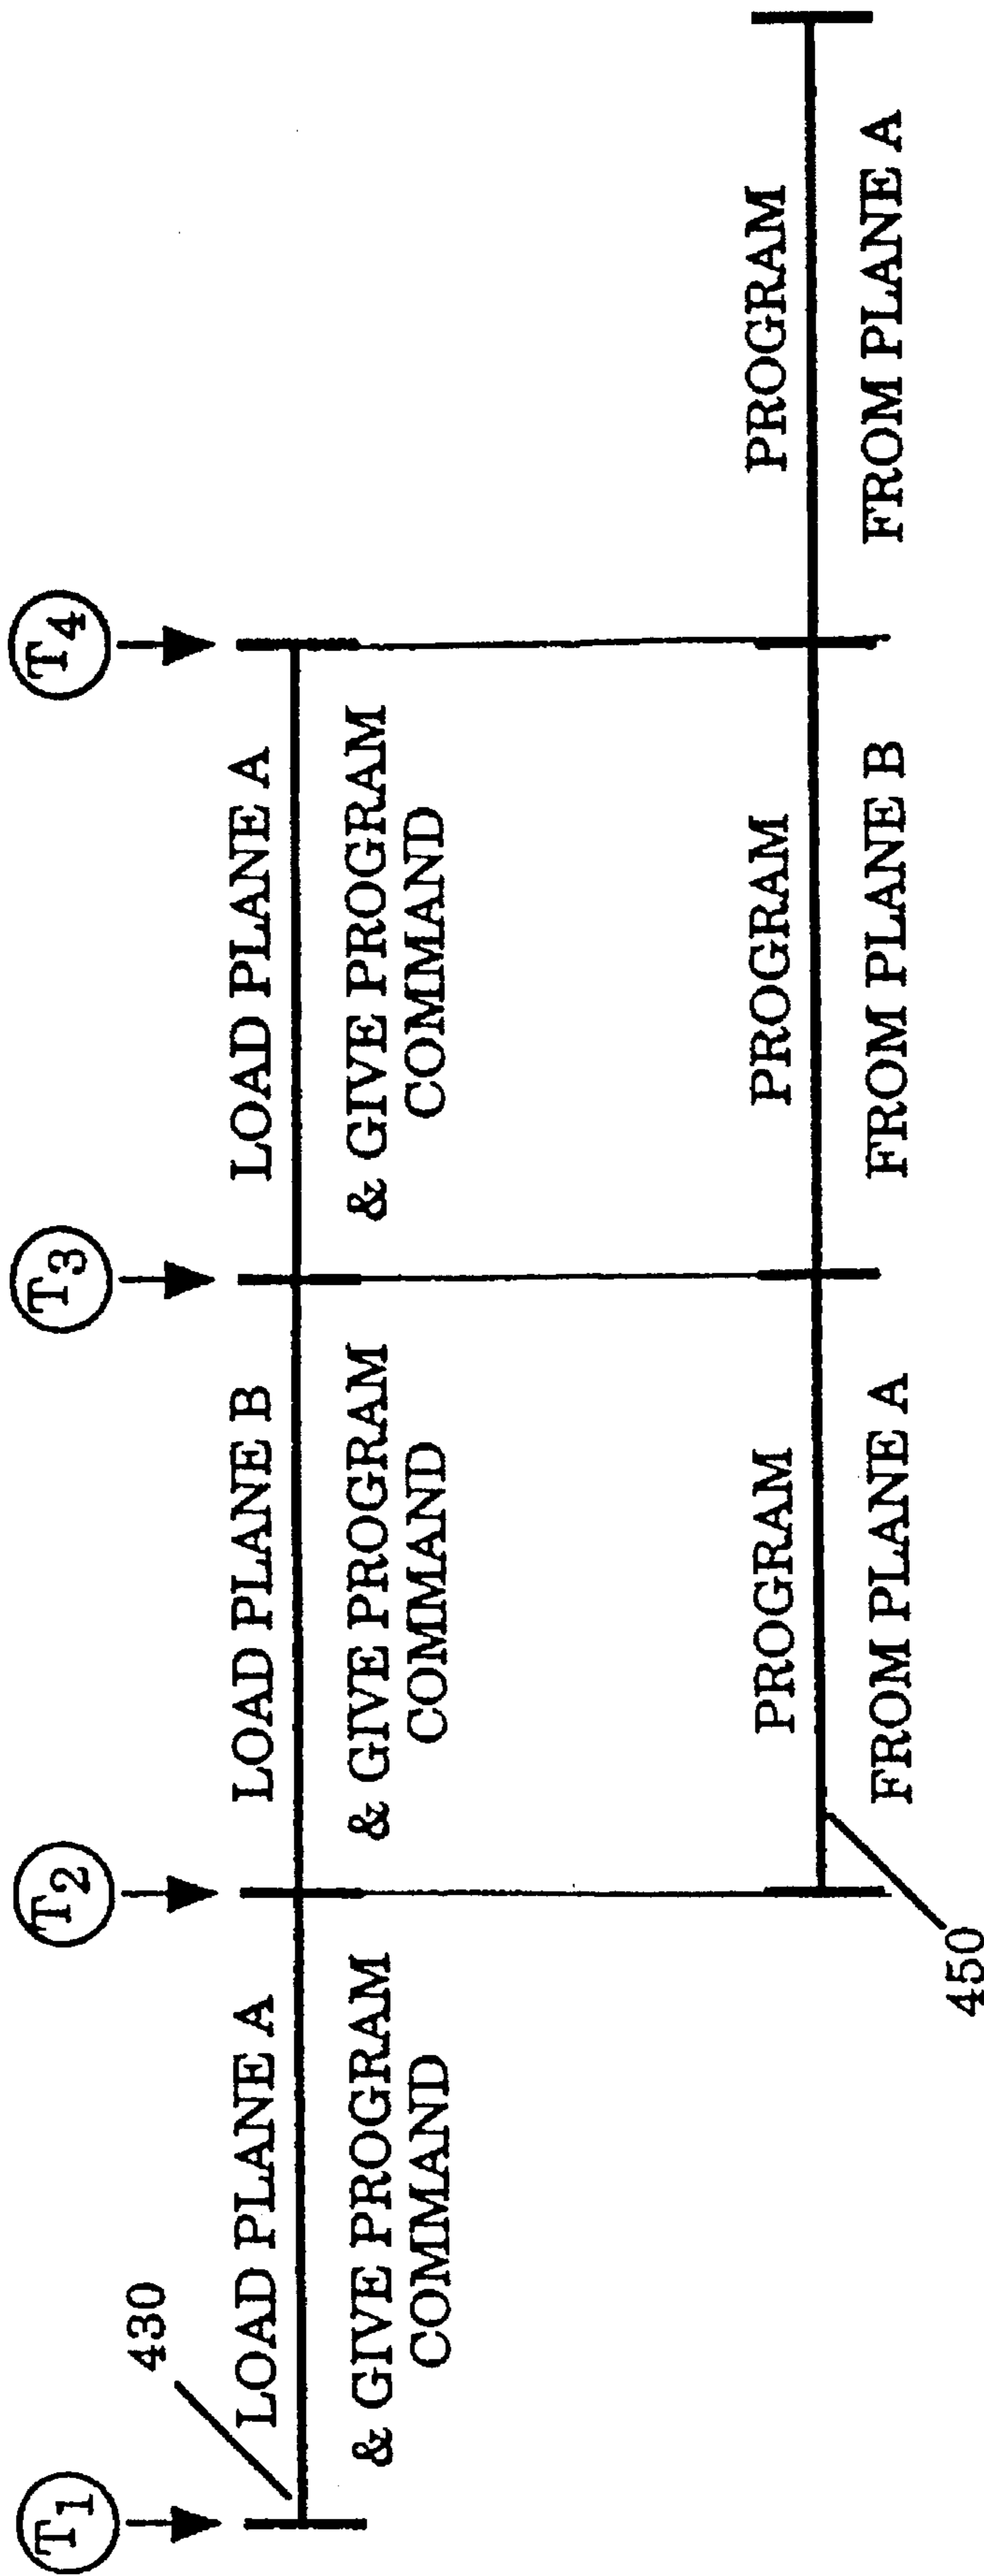 T1
T2
T3
T4
430
LOAD PLANE A
& GIVE PROGRAM
COMMAND
LOAD PLANE B
& GIVE PROGRAM
COMMAND
LOAD PLANE A
& GIVE PROGRAM
COMMAND
450
PROGRAM
FROM PLANE A
PROGRAM
FROM PLANE B
PROGRAM
FROM PLANE A